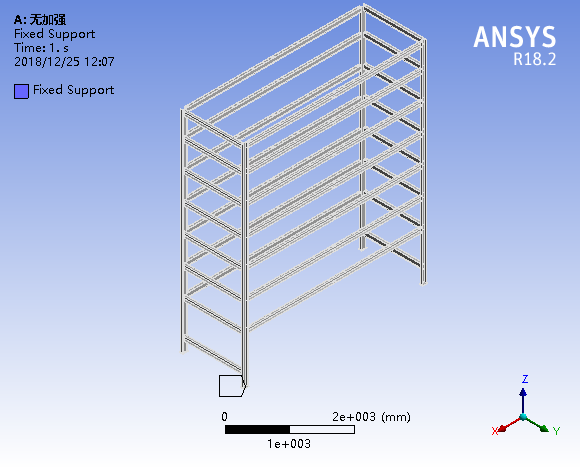 A: 无加强
Fixed Support
Time: 1. s
2018/12/25 12:07
Fixed Support
ANSYS
R18.2
0
2e+003 (mm)
1e+003
Z
X
Y